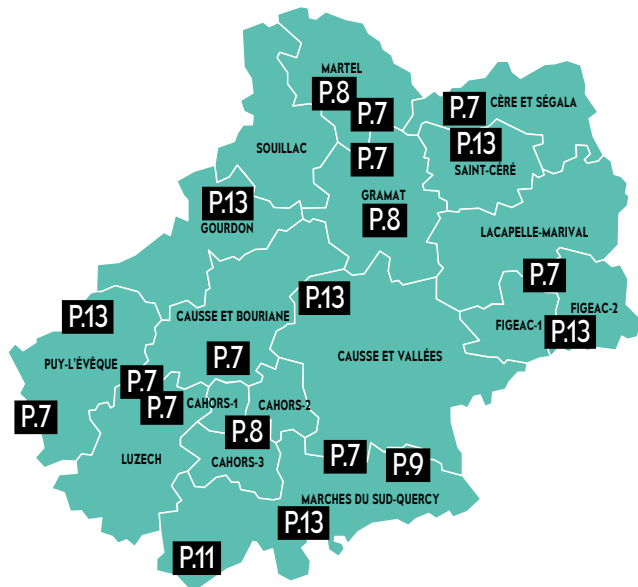 MARTEL
P.8
P.7
P.7
CÈRE ET SÉGALA
P.13
SAINT-CÉRÉ
SOUILLAC
P.7
GRAMAT
P.8
P.13
GOURDON
LACAPELLE-MARIVAL
P.7
FIGEAC-2
FIGEAC-1
P.13
P.13
CAUSSE ET BOURIANE
P.13
P.7
CAUSSE ET VALLÉES
PUY-L'ÉVÊQUE
P.7
P.7
P.7
CAHORS-1
CAHORS-2
P.8
CAHORS-3
LUZECH
P.7
P.9
MARCHES DU SUD-QUERCY
P.13
P.11